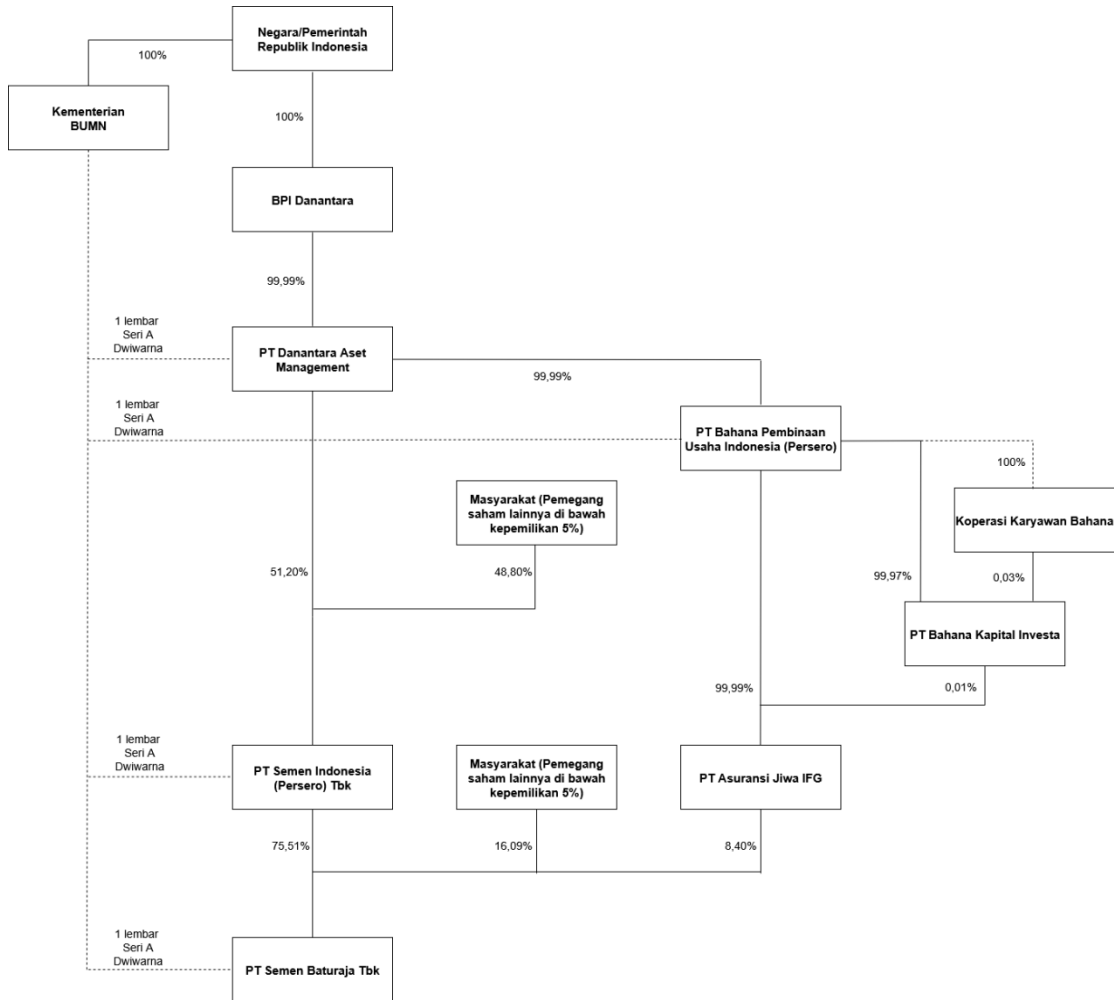 Negara/Pemerintah
Republik Indonesia
100%
Kementerian
BUMN
100%
BPI Danantara
99,99%
1 lembar
Seri A
Dwiwarna
PT Danantara Aset
Management
99,99%
1 lembar
Seri A
Dwiwarna
PT Bahana Pembinaan
Usaha Indonesia (Persero)
100%
Masyarakat (Pemegang
saham lainnya di bawah
kepemilikan 5%)
Koperasi Karyawan Bahana
51,20%
48,80%
99,97%
0,03%
PT Bahana Kapital Investa
99,99%
0,01%
1 lembar
Seri A
Dwiwarna
PT Semen Indonesia
(Persero) Tbk
Masyarakat (Pemegang
saham lainnya di bawah
kepemilikan 5%)
PT Asuransi Jiwa IFG
75,51%
16,09%
8,40%
1 lembar
Seri A
Dwiwarna
PT Semen Baturaja Tbk